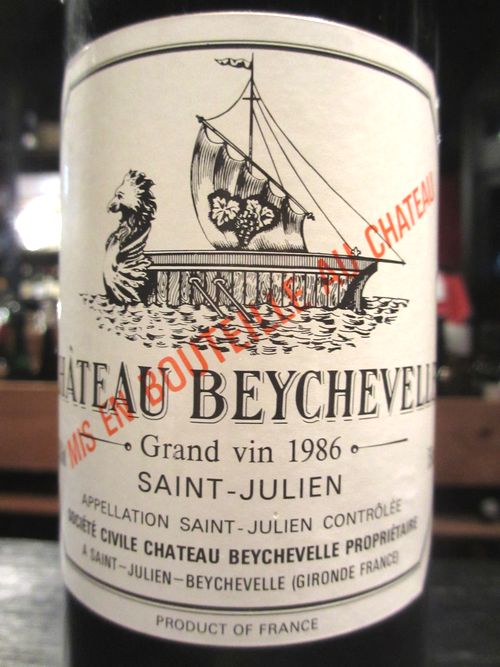 MIS EN BOUTEILLE AU CHATEAU
CHÂTEAU BEYCHEVELLE
Grand vin 1986
SAINT-JULIEN
APPELLATION SAINT-JULIEN CONTRÔLÉE
SOCIÉTÉ CIVILE CHATEAU BEYCHEVELLE PROPRIÉTAIRE
A SAINT-JULIEN-BEYCHEVELLE (GIRONDE FRANCE)
PRODUCT OF FRANCE